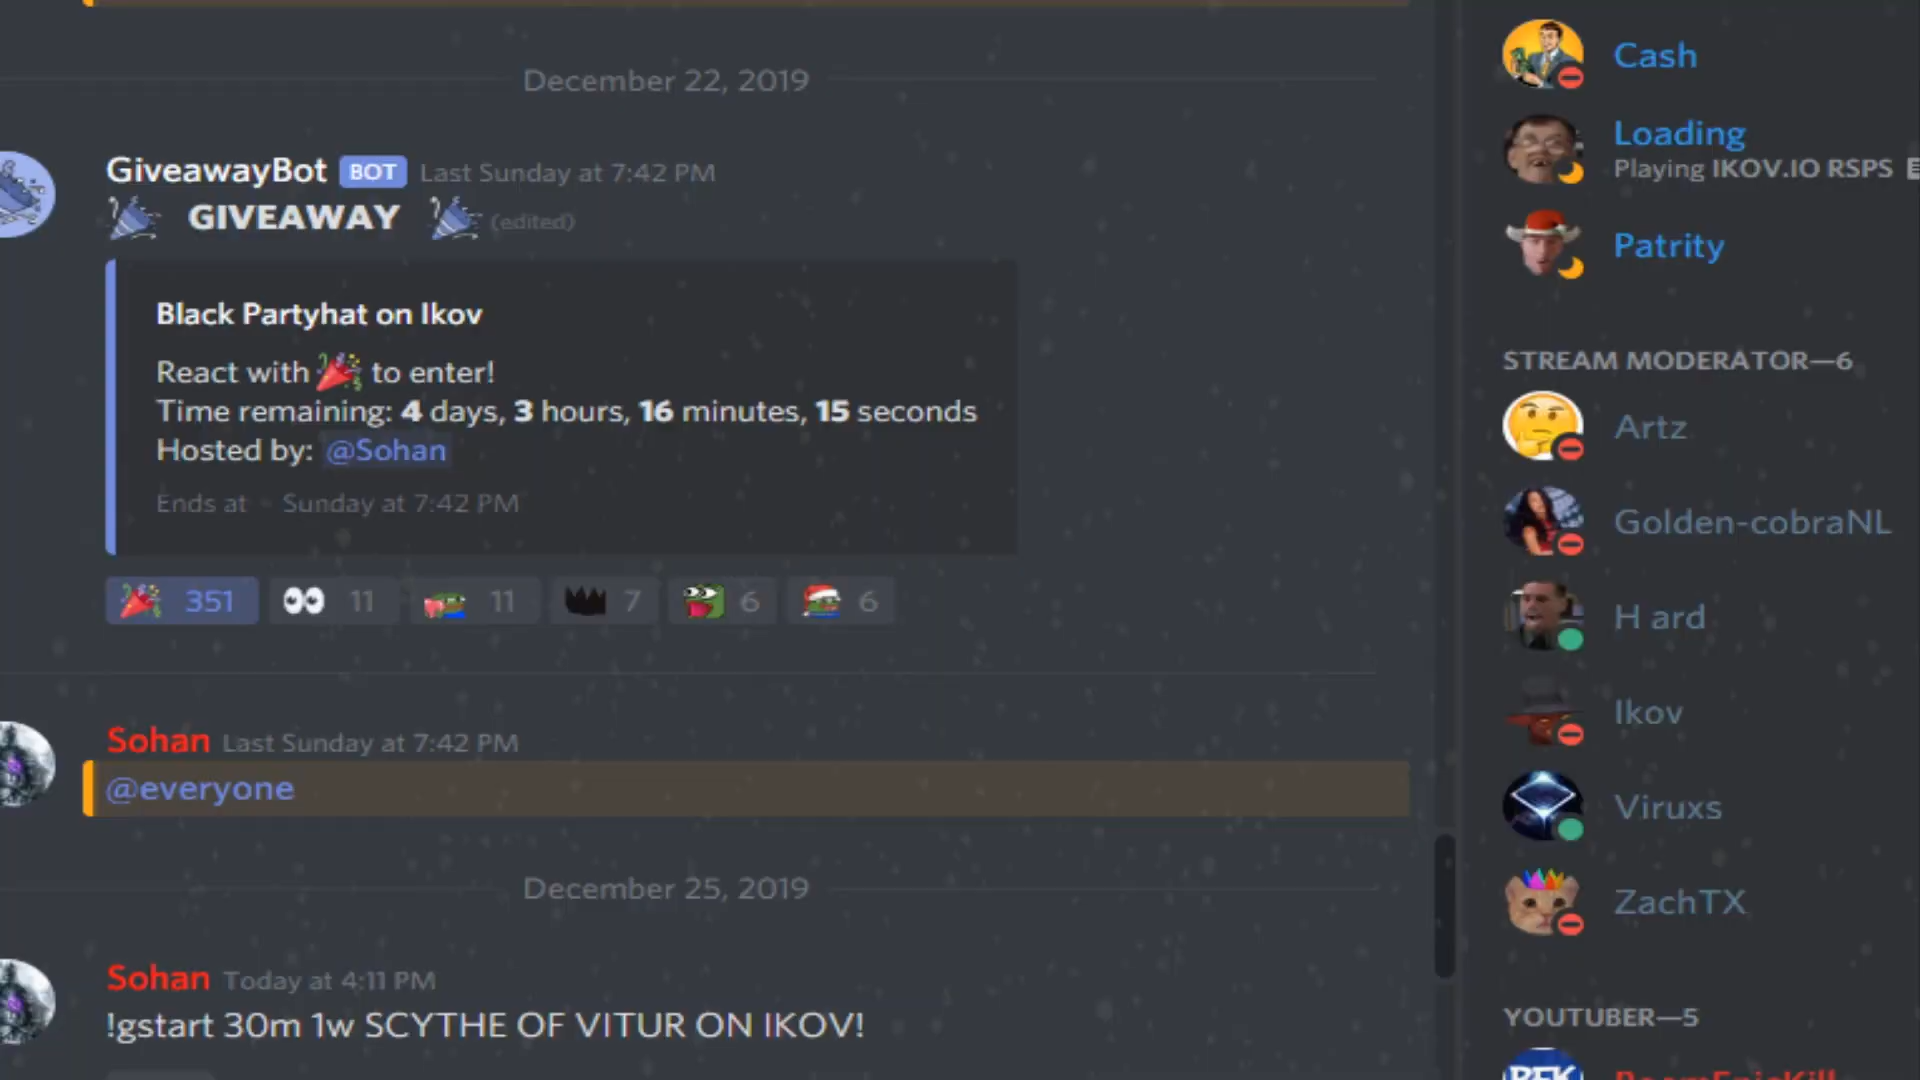 December 22, 2019
GiveawayBot BOT Last Sunday at 7:42 PM
GIVEAWAY (edited)
Black Partyhat on Ikov
React with to enter!
Time remaining: 4 days, 3 hours, 16 minutes, 15 seconds
Hosted by: @Sohan
Ends at • Sunday at 7:42 PM
351 11 11 7 6 6
Sohan Last Sunday at 7:42 PM
@everyone
December 25, 2019
Sohan Today at 4:11 PM
!gstart 30m 1w SCYTHE OF VITUR ON IKOV!
Cash
Loading
Playing IKOV.IO RSPS
Patrity
STREAM MODERATOR—6
Artz
Golden-cobraNL
H ard
Ikov
Viruxs
ZachTX
YOUTUBER—5